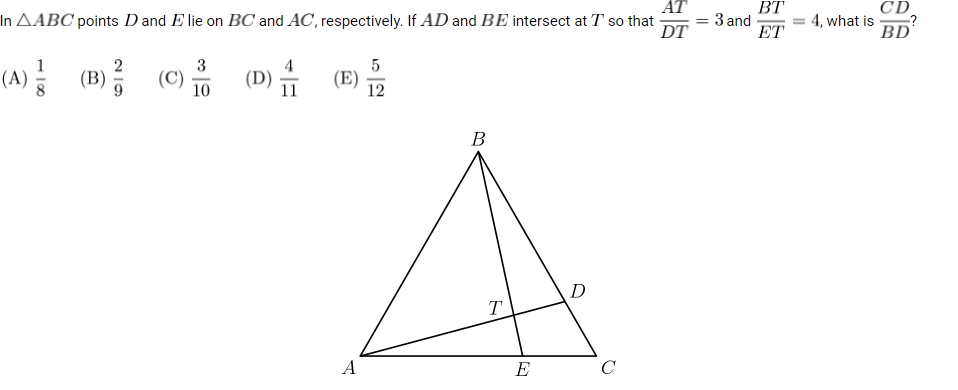 In △ABC points D and E lie on BC and AC, respectively. If AD and BE intersect at T so that AT/DT = 3 and BT/ET = 4, what is CD/BD?
(A) 1/8 (B) 2/9 (C) 3/10 (D) 4/11 (E) 5/12
B
D
T
A
E
C